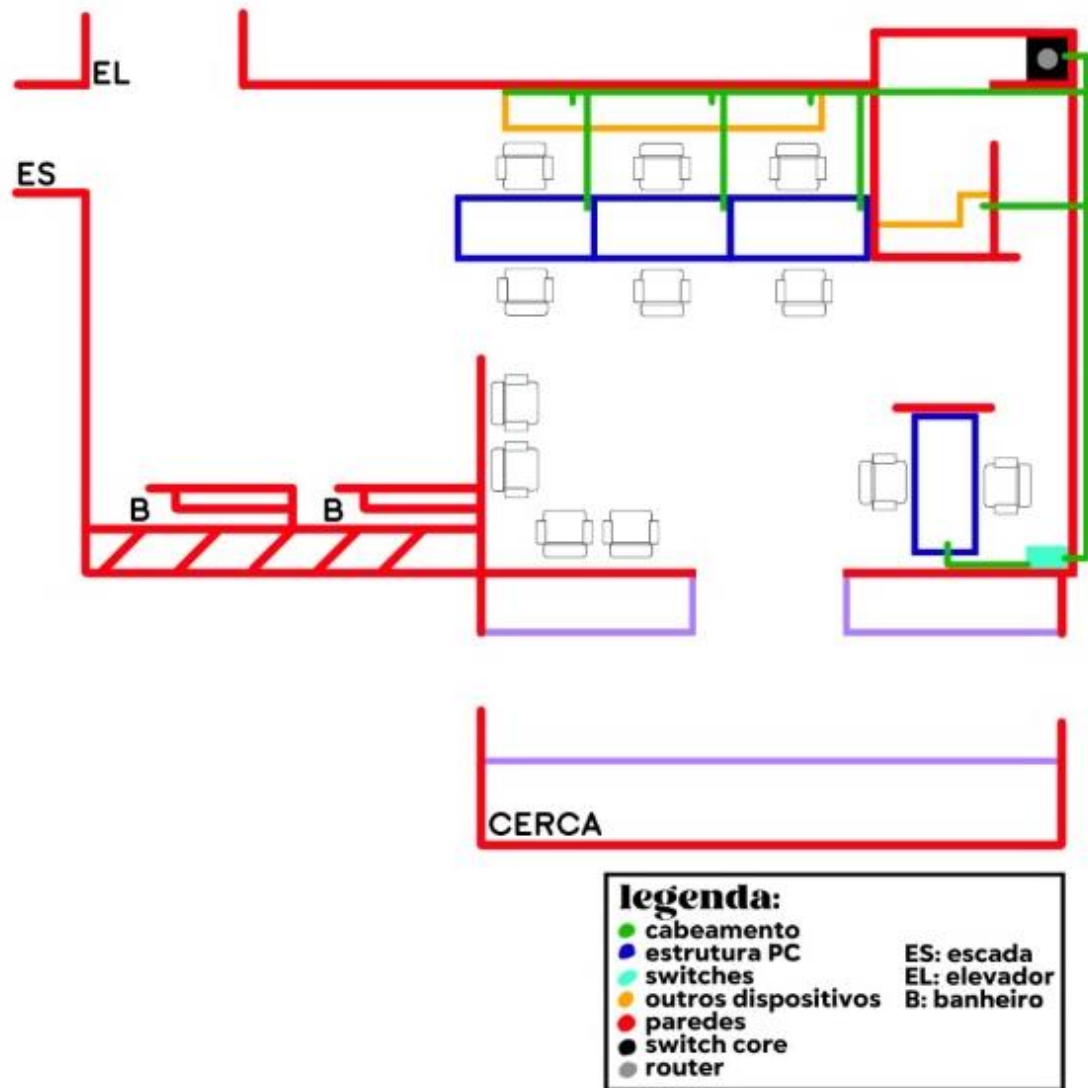 EL
ES
B
B
CERCA
legenda:
cabeamento
estrutura PC
switches
outros dispositivos
paredes
switch core
router
ES: escada
EL: elevador
B: banheiro